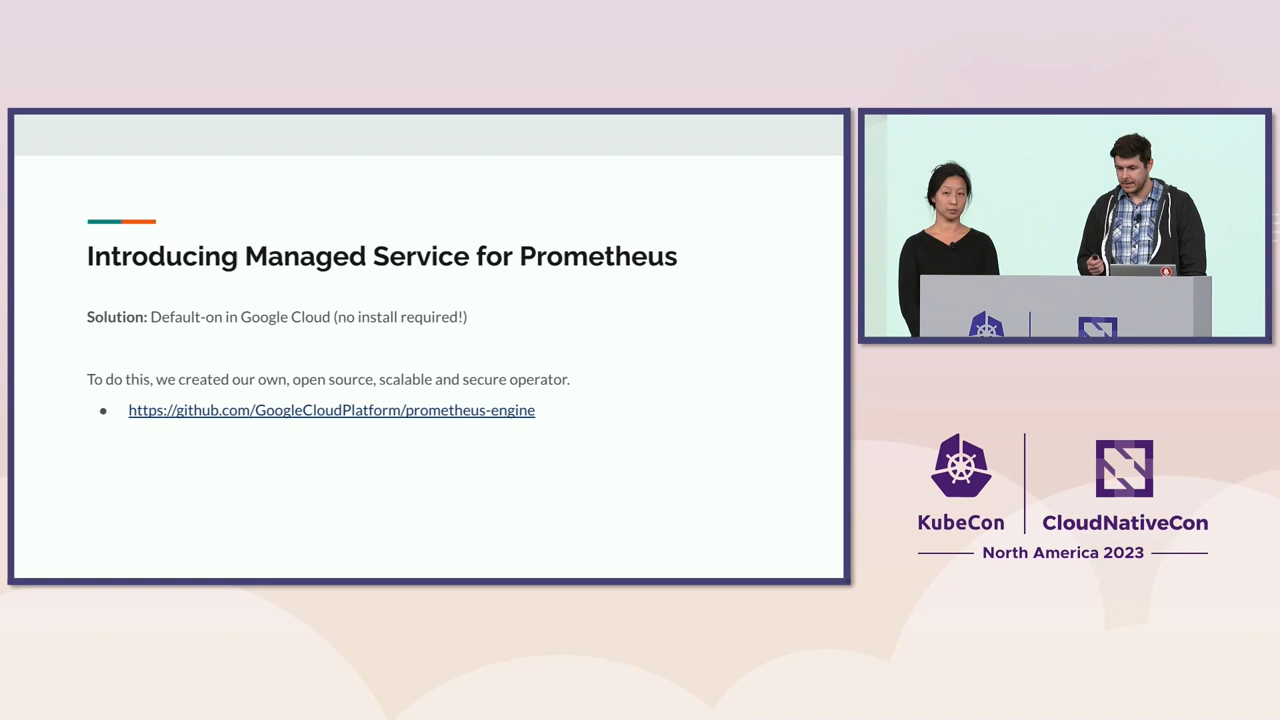 Introducing Managed Service for Prometheus
Solution: Default-on in Google Cloud (no install required!)
To do this, we created our own, open source, scalable and secure operator.
● https://github.com/GoogleCloudPlatform/prometheus-engine
KubeCon
CloudNativeCon
North America 2023